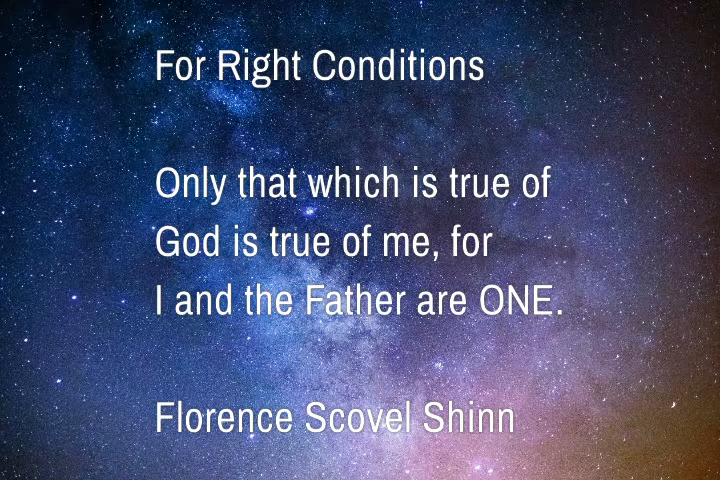 For Right Conditions
Only that which is true of
God is true of me, for
I and the Father are ONE.
Florence Scovel Shinn